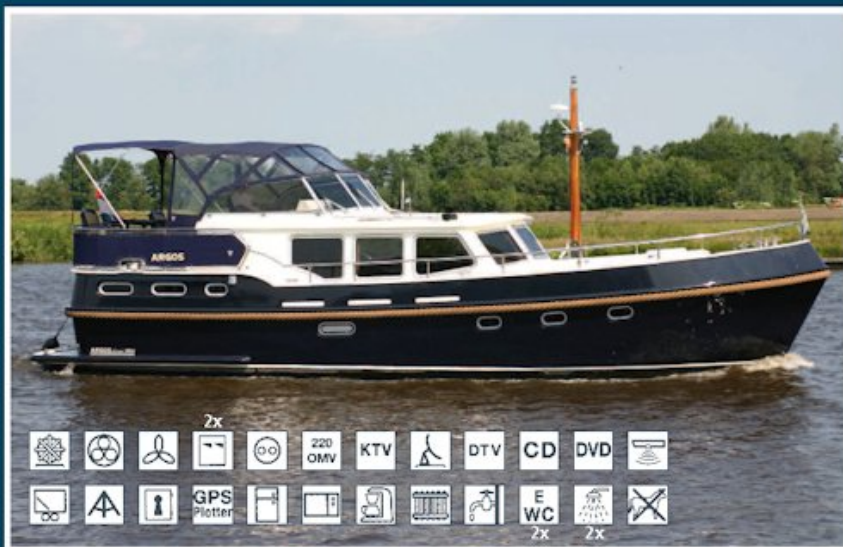 ARGOS
2x
220
OMV
KTV
DTV
CD
DVD
GPS
Plotter
E
WC
2x
2x